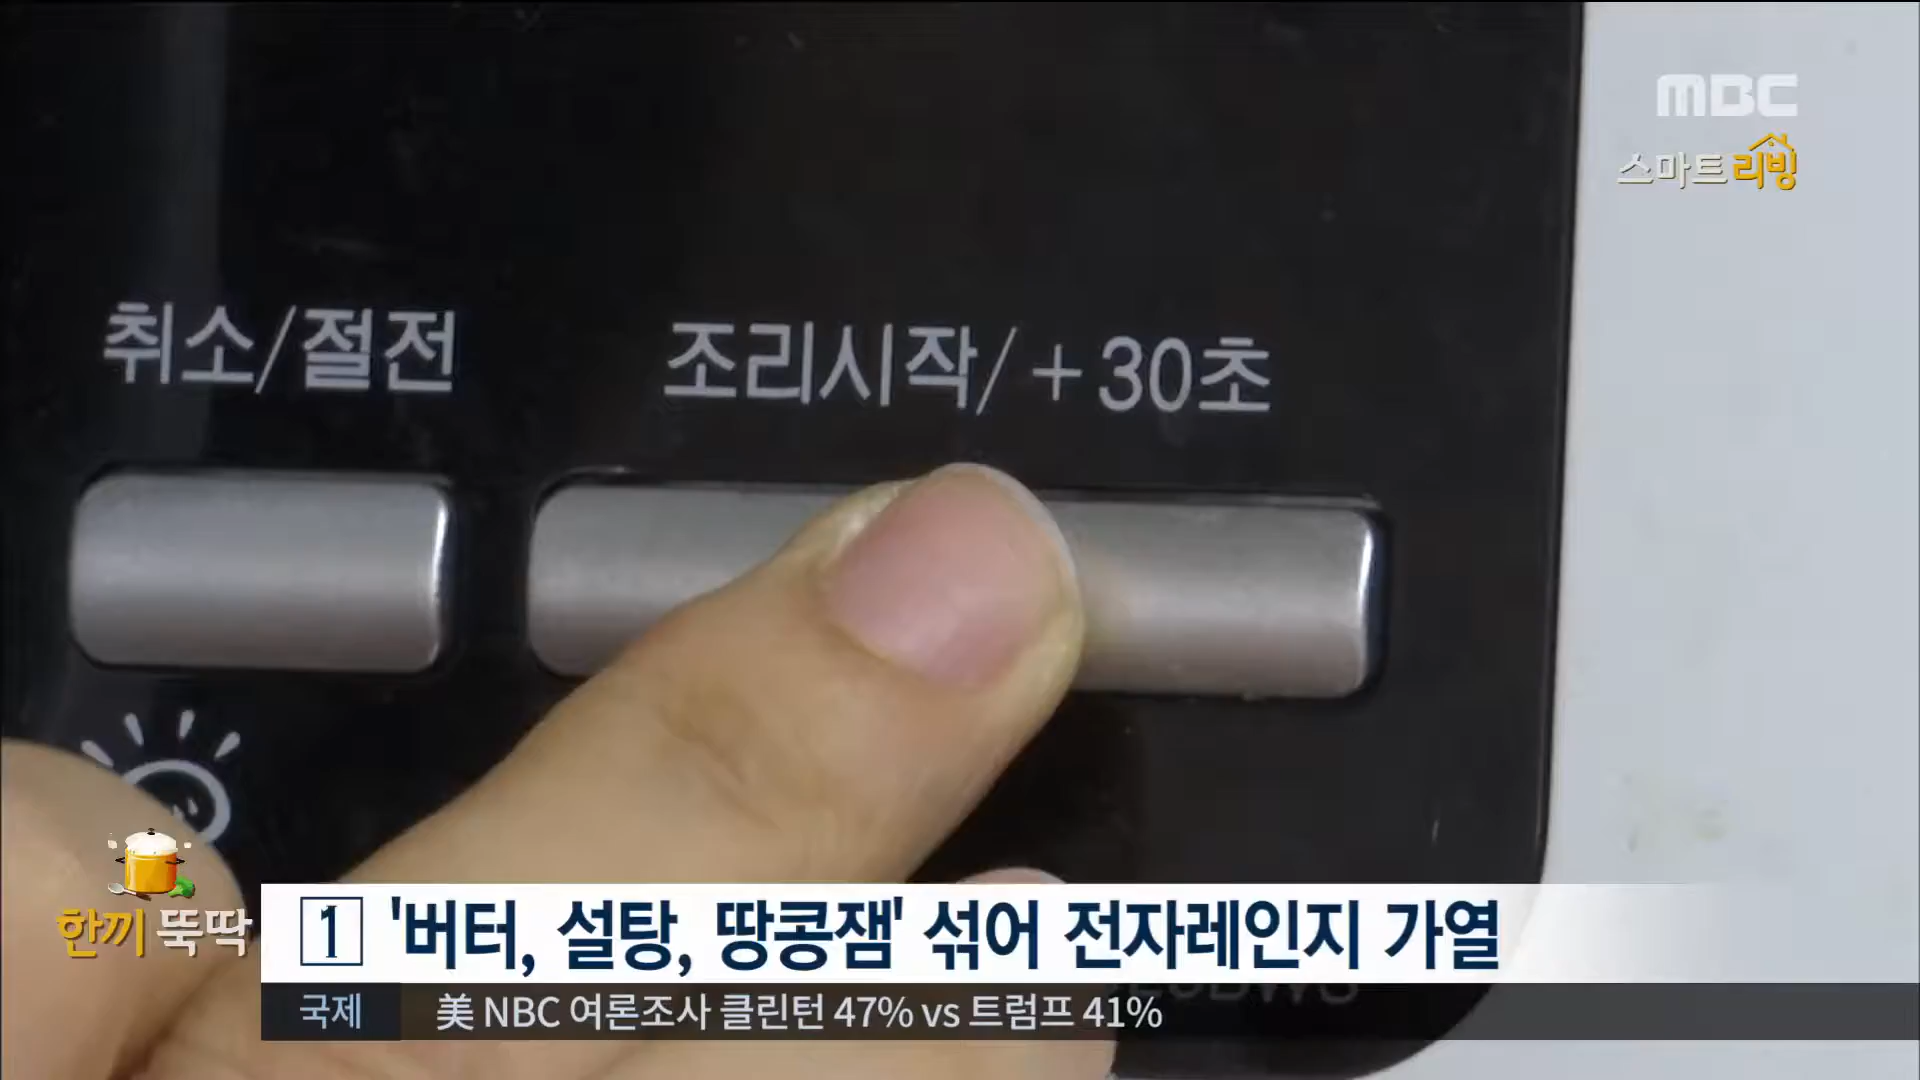 MBC
스마트리빙
취소/절전
조리시작/+30초
한끼 뚝딱
1 '버터, 설탕, 땅콩잼' 섞어 전자레인지 가열
국제 美 NBC 여론조사 클린턴 47% vs 트럼프 41%